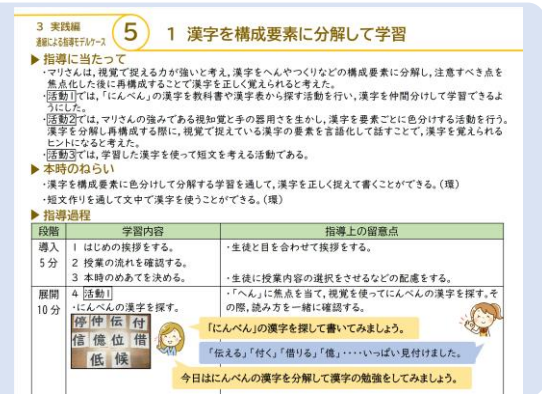 3 実践編
通級による指導モデルケース
5
1 漢字を構成要素に分解して学習
▶指導に当たって
・マリさんは,視覚で捉える力が強いと考え,漢字をへんやつくりなどの構成要素に分解し,注意すべき点を
焦点化した後に再構成することで漢字を正しく覚えられると考えた。
・活動1では,「にんべん」の漢字を教科書や漢字表から探す活動を行い,漢字を仲間分けして学習できるよ
うにした。
・活動2では,マリさんの強みである視知覚と手の器用さを生かし,漢字を要素ごとに色分けする活動を行う。
漢字を分解し再構成する際に,視覚で捉えている漢字の要素を言語化して話すことで,漢字を覚えられる
ヒントになると考えた。
・活動3では,学習した漢字を使って短文を考える活動である。
▶本時のねらい
・漢字を構成要素に色分けして分解する学習を通して,漢字を正しく捉えて書くことができる。(環)
・短文作りを通して文中で漢字を使うことができる。(環)
▶指導過程
段階 学習内容 指導上の留意点
導入 1 はじめの挨拶をする。 ・生徒と目を合わせて挨拶をする。
5分 2 授業の流れを確認する。
3 本時のめあてを決める。 ・生徒に授業内容の選択をさせるなどの配慮をする。
展開 4 活動1 ・「へん」に焦点を当て,視覚を使ってにんべんの漢字を探す。そ
10分 ・にんべんの漢字を探す。 の際,読み方を一緒に確認する。
停 仲 伝 付
信 億 位 借
低 候
「にんべん」の漢字を探して書いてみましょう。
「伝える」「付く」「借りる」「億」・・・・いっぱい見付けました。
今日はにんべんの漢字を分解して漢字の勉強をしてみましょう。